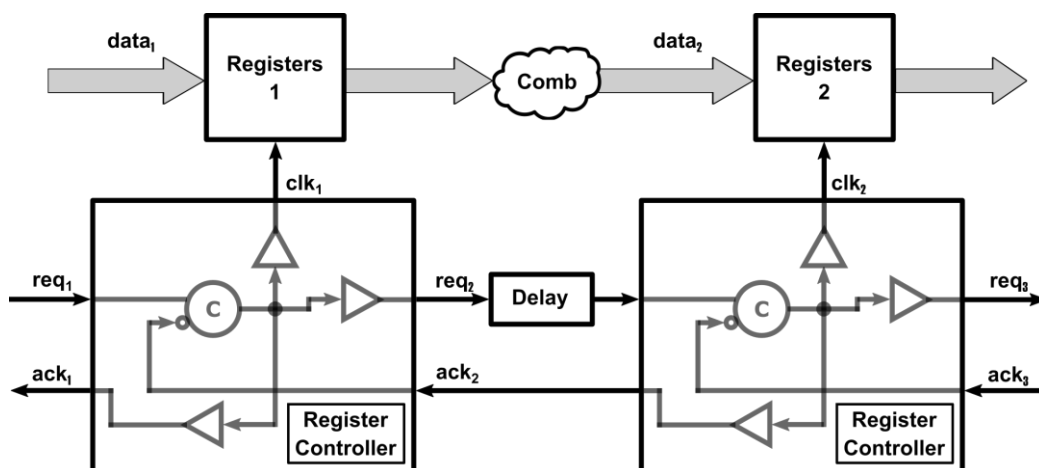 data₁
Registers
1
Comb
data₂
Registers
2
clk₁
clk₂
req₁
C
req₂
Delay
C
req₃
ack₁
ack₂
ack₃
Register
Controller
Register
Controller